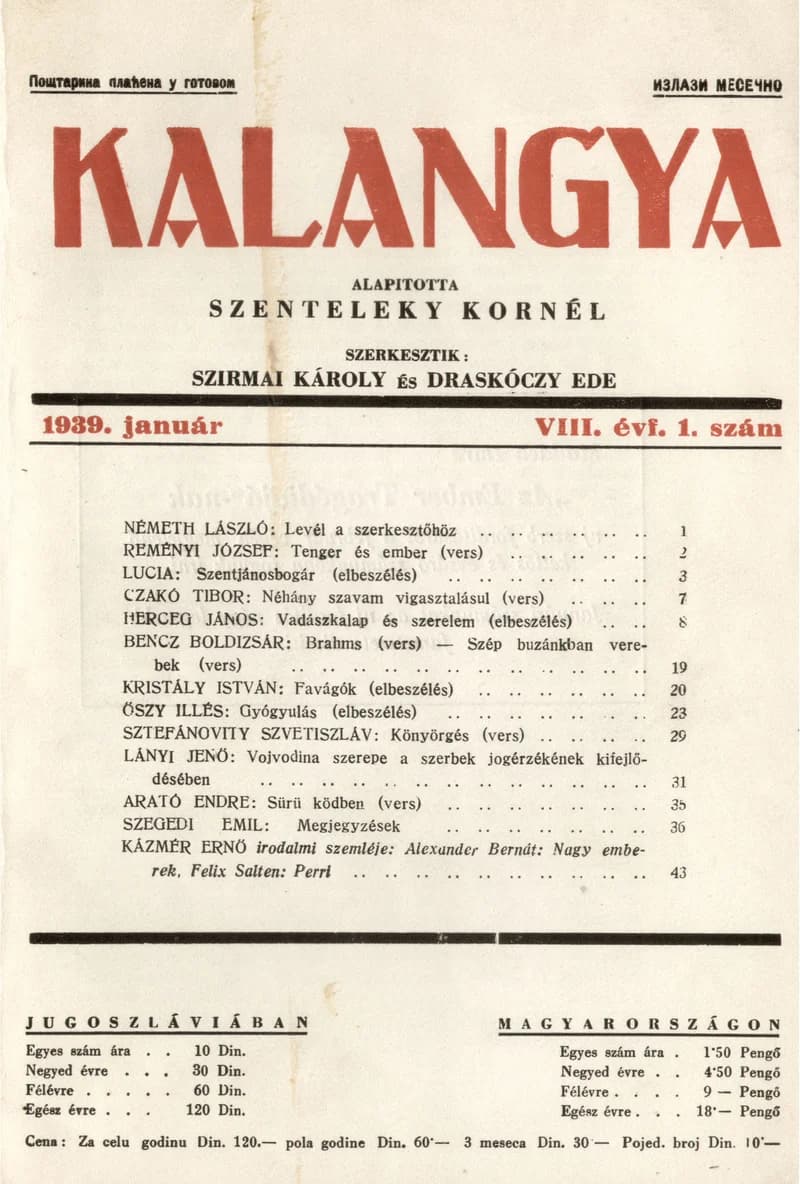 Поштарина плаћена у готовом
ИЗЛАЗИ МЕСЕЧНО
KALANGYA
ALAPITOTTA
SZENTELEKY KORNÉL
SZERKESZTIK:
SZIRMAI KÁROLY és DRASKÓCZY EDE
1939. január VIII. évf. 1. szám
NÉMETH LÁSZLÓ: Levél a szerkesztőhöz .. .. .. .. .. .. .. .. 1
REMÉNYI JÓZSEF: Tenger és ember (vers) .. .. .. .. .. .. .. 2
LUCIA: Szentjánosbogár (elbeszélés) .. .. .. .. .. .. .. .. .. 3
CZAKÓ TIBOR: Néhány szavam vigasztalásul (vers) .. .. .. .. 7
HERCEG JÁNOS: Vadászkalap és szerelem (elbeszélés) .. .. .. 8
BENCZ BOLDIZSÁR: Brahms (vers) — Szép buzánkban vere-
bek (vers) .. .. .. .. .. .. .. .. .. .. .. .. .. .. .. .. 19
KRISTÁLY ISTVÁN: Favágók (elbeszélés) .. .. .. .. .. .. .. .. 20
ŐSZY ILLÉS: Gyógyulás (elbeszélés) .. .. .. .. .. .. .. .. .. 23
SZTEFÁNOVITY SZVETISZLÁV: Könyörgés (vers) .. .. .. .. .. 29
LÁNYI JENŐ: Vojvodina szerepe a szerbek jogérzékének kifejlő-
désében .. .. .. .. .. .. .. .. .. .. .. .. .. .. .. .. .. 31
ARATÓ ENDRE: Sürü ködben (vers) .. .. .. .. .. .. .. .. .. 35
SZEGEDI EMIL: Megjegyzések .. .. .. .. .. .. .. .. .. 36
KÁZMÉR ERNŐ irodalmi szemléje: Alexander Bernát: Nagy embe-
rek, Felix Salten: Perri .. .. .. .. .. .. .. .. .. .. .. .. .. 43
JUGOSZLÁVIÁBAN
Egyes szám ára . . 10 Din.
Negyed évre . . . 30 Din.
Félévre . . . . . 60 Din.
Egész évre . . . 120 Din.
MAGYARORSZÁGON
Egyes szám ára . 1·50 Pengő
Negyed évre . . 4·50 Pengő
Félévre . . . . 9 — Pengő
Egész évre . . . 18·— Pengő
Cena: Za celu godinu Din. 120.— pola godine Din. 60·— 3 meseca Din. 30 — Pojed. broj Din. 10·—